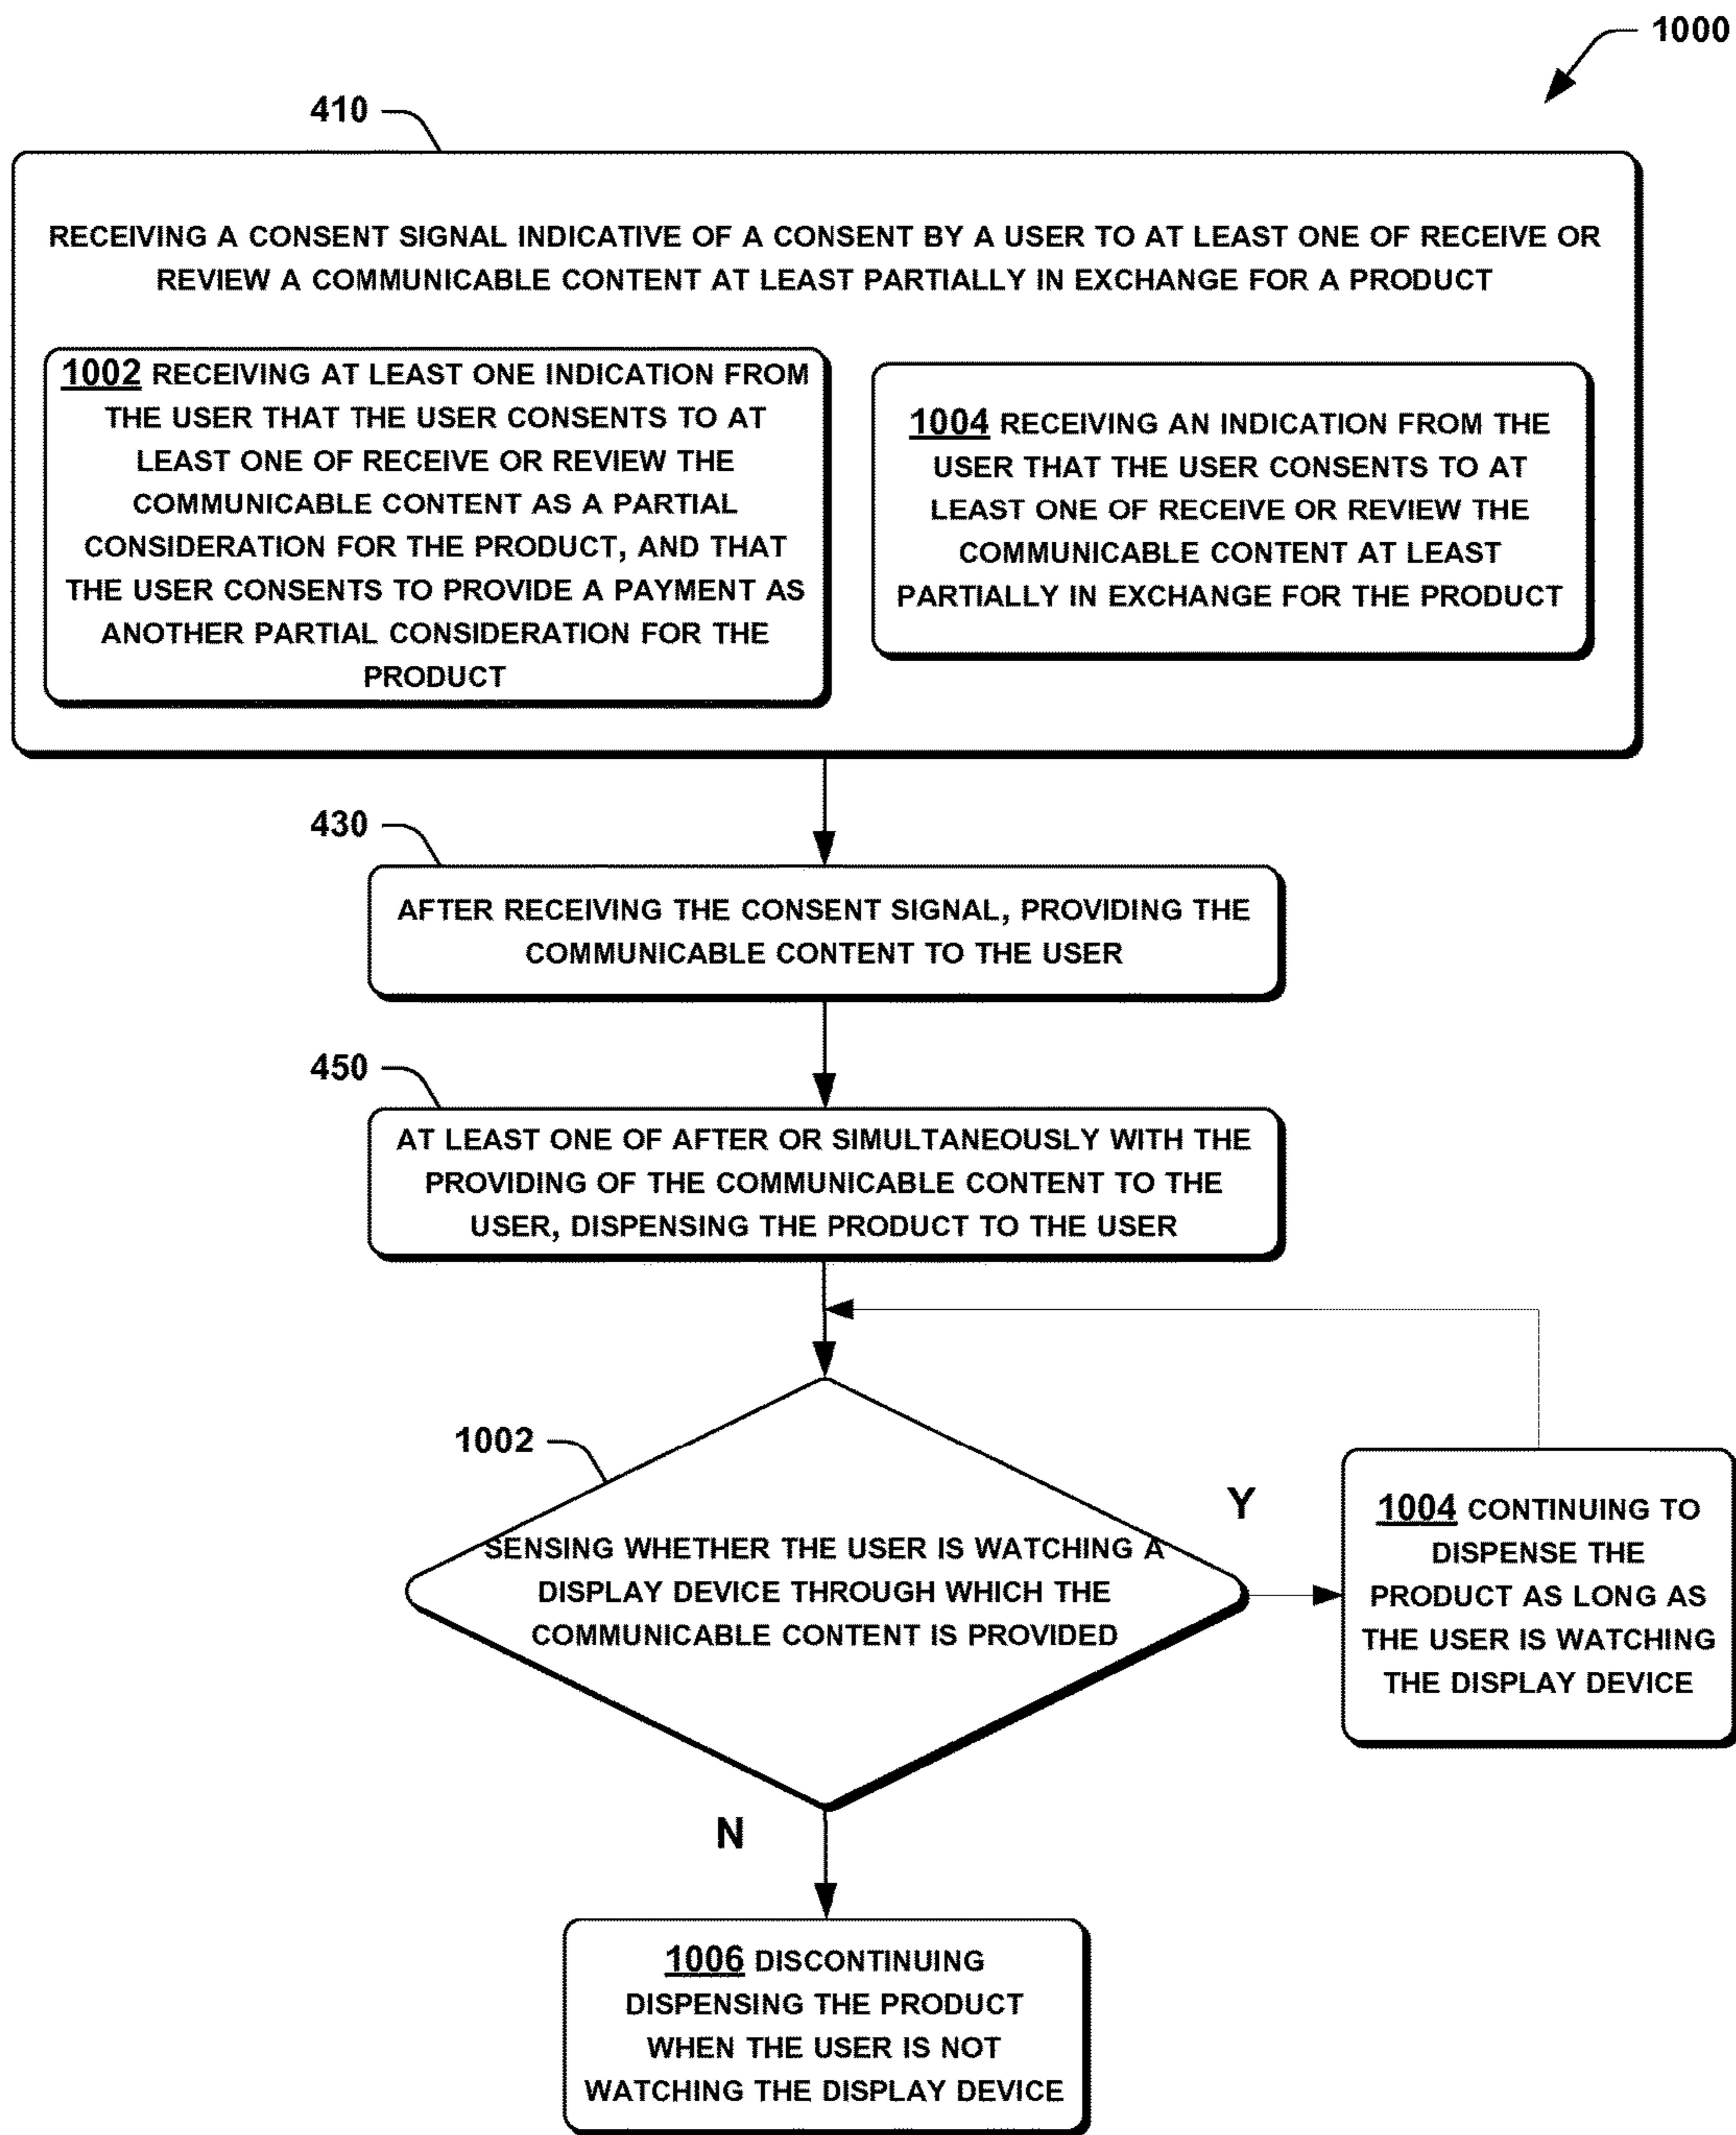 1000
410
RECEIVING A CONSENT SIGNAL INDICATIVE OF A CONSENT BY A USER TO AT LEAST ONE OF RECEIVE OR
REVIEW A COMMUNICABLE CONTENT AT LEAST PARTIALLY IN EXCHANGE FOR A PRODUCT
1002 RECEIVING AT LEAST ONE INDICATION FROM
THE USER THAT THE USER CONSENTS TO AT
LEAST ONE OF RECEIVE OR REVIEW THE
COMMUNICABLE CONTENT AS A PARTIAL
CONSIDERATION FOR THE PRODUCT, AND THAT
THE USER CONSENTS TO PROVIDE A PAYMENT AS
ANOTHER PARTIAL CONSIDERATION FOR THE
PRODUCT
1004 RECEIVING AN INDICATION FROM THE
USER THAT THE USER CONSENTS TO AT
LEAST ONE OF RECEIVE OR REVIEW THE
COMMUNICABLE CONTENT AT LEAST
PARTIALLY IN EXCHANGE FOR THE PRODUCT
430
AFTER RECEIVING THE CONSENT SIGNAL, PROVIDING THE
COMMUNICABLE CONTENT TO THE USER
450
AT LEAST ONE OF AFTER OR SIMULTANEOUSLY WITH THE
PROVIDING OF THE COMMUNICABLE CONTENT TO THE
USER, DISPENSING THE PRODUCT TO THE USER
1002
SENSING WHETHER THE USER IS WATCHING A
DISPLAY DEVICE THROUGH WHICH THE
COMMUNICABLE CONTENT IS PROVIDED
Y
1004 CONTINUING TO
DISPENSE THE
PRODUCT AS LONG AS
THE USER IS WATCHING
THE DISPLAY DEVICE
N
1006 DISCONTINUING
DISPENSING THE PRODUCT
WHEN THE USER IS NOT
WATCHING THE DISPLAY DEVICE